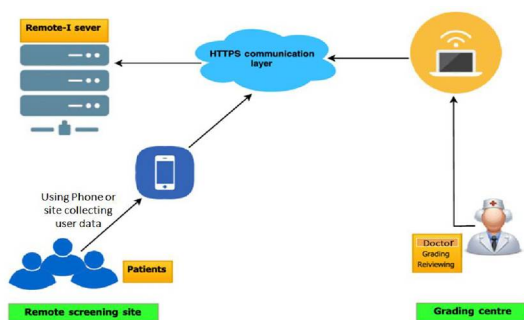 Remote-I sever
HTTPS communication
layer
Using Phone or
site collecting
user data
Patients
Doctor
Grading
Reiviewing
Remote screening site
Grading centre